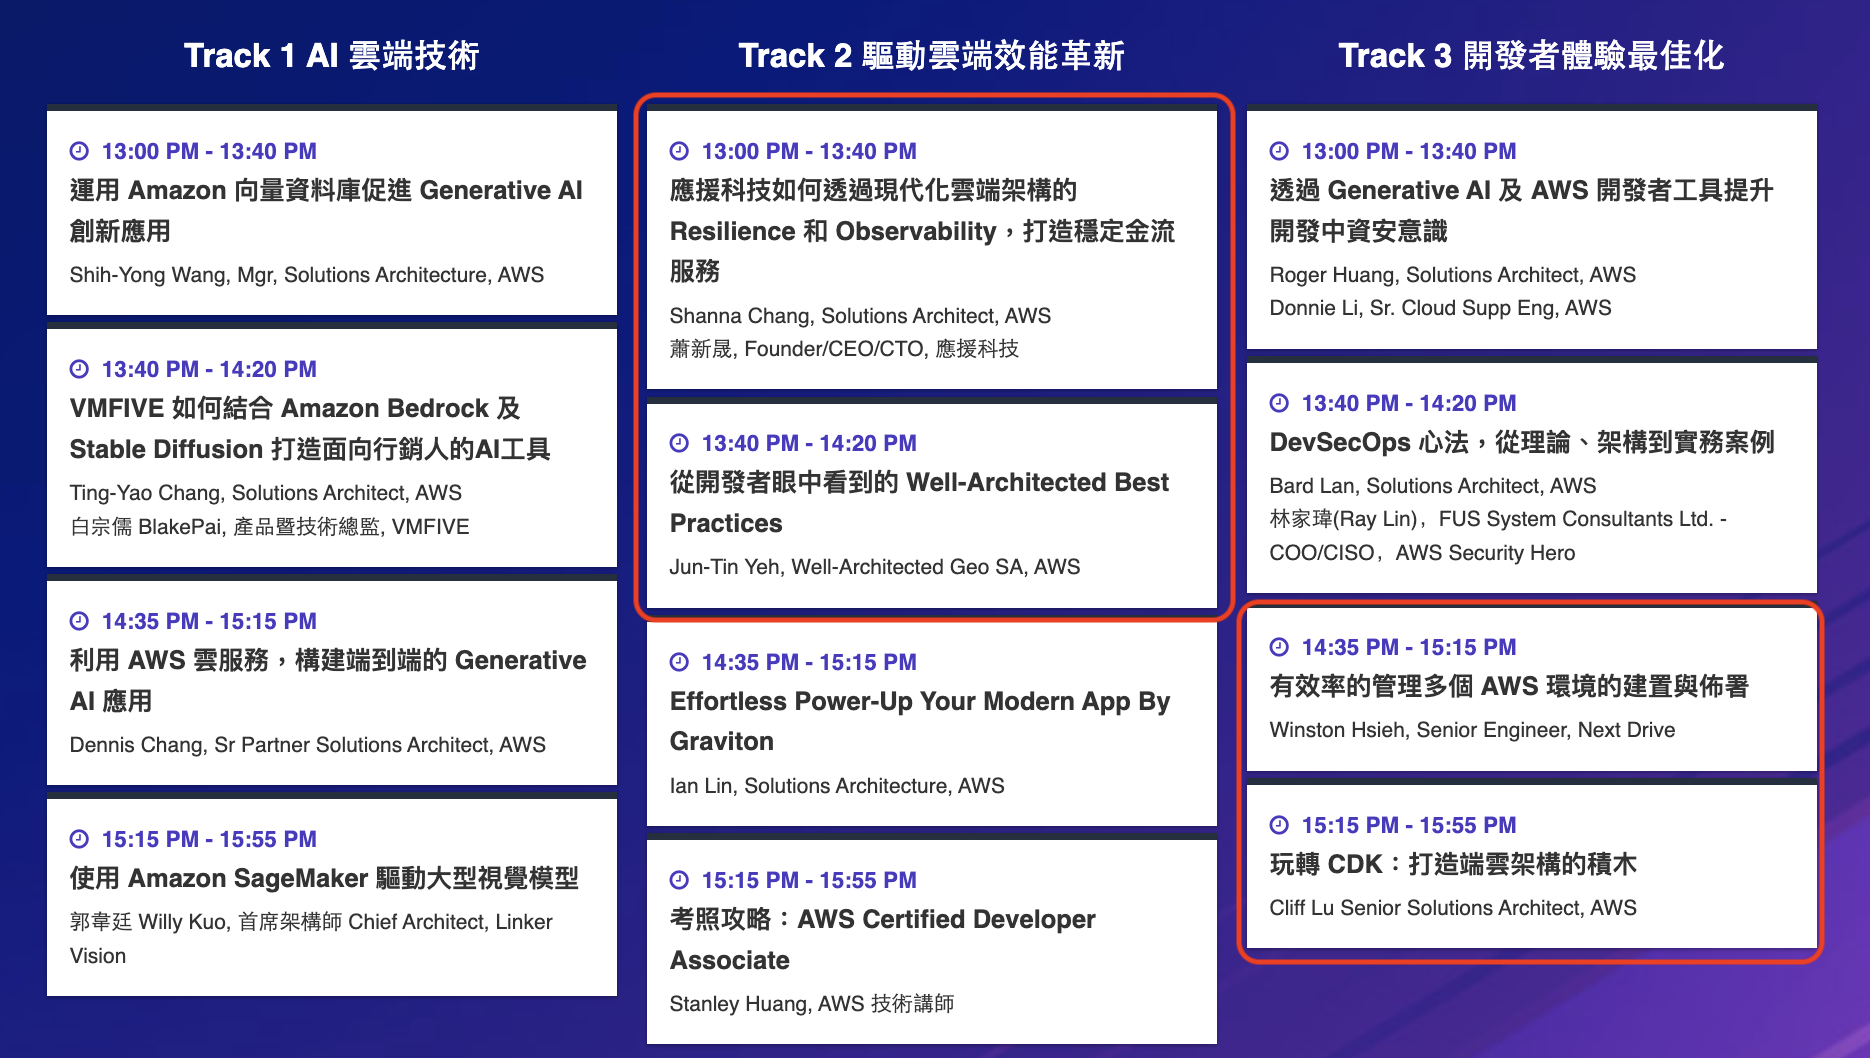 Track 1 AI 雲端技術
13:00 PM - 13:40 PM
運用 Amazon 向量資料庫促進 Generative AI
創新應用
Shih-Yong Wang, Mgr, Solutions Architecture, AWS
13:40 PM - 14:20 PM
VMFIVE 如何結合 Amazon Bedrock 及
Stable Diffusion 打造面向行銷人的AI工具
Ting-Yao Chang, Solutions Architect, AWS
白宗儒 BlakePai, 產品暨技術總監, VMFIVE
14:35 PM - 15:15 PM
利用 AWS 雲服務，構建端到端的 Generative
AI 應用
Dennis Chang, Sr Partner Solutions Architect, AWS
15:15 PM - 15:55 PM
使用 Amazon SageMaker 驅動大型視覺模型
郭韋廷 Willy Kuo, 首席架構師 Chief Architect, Linker
Vision
Track 2 驅動雲端效能革新
13:00 PM - 13:40 PM
應援科技如何透過現代化雲端架構的
Resilience 和 Observability，打造穩定金流
服務
Shanna Chang, Solutions Architect, AWS
蕭新晟, Founder/CEO/CTO, 應援科技
13:40 PM - 14:20 PM
從開發者眼中看到的 Well-Architected Best
Practices
Jun-Tin Yeh, Well-Architected Geo SA, AWS
14:35 PM - 15:15 PM
Effortless Power-Up Your Modern App By
Graviton
Ian Lin, Solutions Architecture, AWS
15:15 PM - 15:55 PM
考照攻略：AWS Certified Developer
Associate
Stanley Huang, AWS 技術講師
Track 3 開發者體驗最佳化
13:00 PM - 13:40 PM
透過 Generative AI 及 AWS 開發者工具提升
開發中資安意識
Roger Huang, Solutions Architect, AWS
Donnie Li, Sr. Cloud Supp Eng, AWS
13:40 PM - 14:20 PM
DevSecOps 心法，從理論、架構到實務案例
Bard Lan, Solutions Architect, AWS
林家瑋(Ray Lin)，FUS System Consultants Ltd. -
COO/CISO，AWS Security Hero
14:35 PM - 15:15 PM
有效率的管理多個 AWS 環境的建置與佈署
Winston Hsieh, Senior Engineer, Next Drive
15:15 PM - 15:55 PM
玩轉 CDK：打造端雲架構的積木
Cliff Lu Senior Solutions Architect, AWS